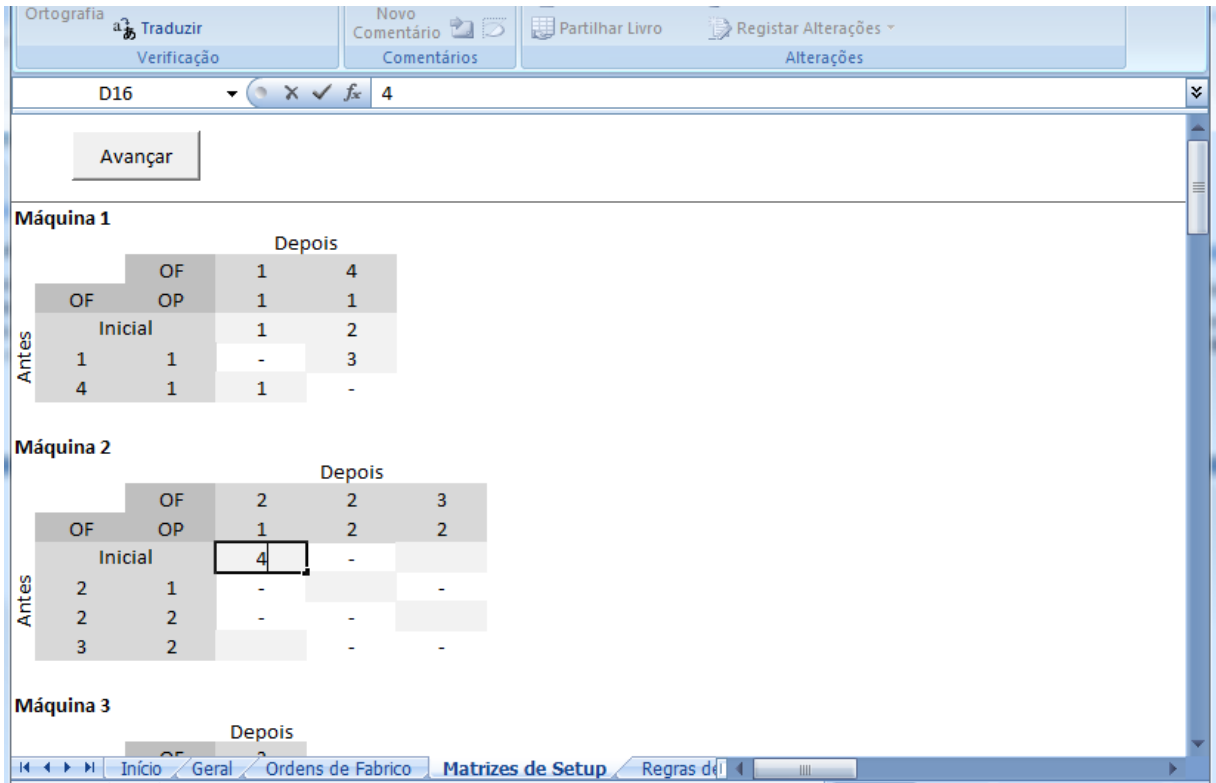 Ortografia
Traduzir
Novo
Comentário
Partilhar Livro
Registar Alterações
Verificação
Comentários
Alterações
D16
fx 4
Avançar
Máquina 1
Depois
OF 1 4
OF OP 1 1
Antes
Inicial 1 2
1 1 - 3
4 1 1 -
Máquina 2
Depois
OF 2 2 3
OF OP 1 2 2
Antes
Inicial 4 -
2 1 - -
2 2 - -
3 2 - -
Máquina 3
Depois
Início Geral Ordens de Fabrico Matrizes de Setup Regras de